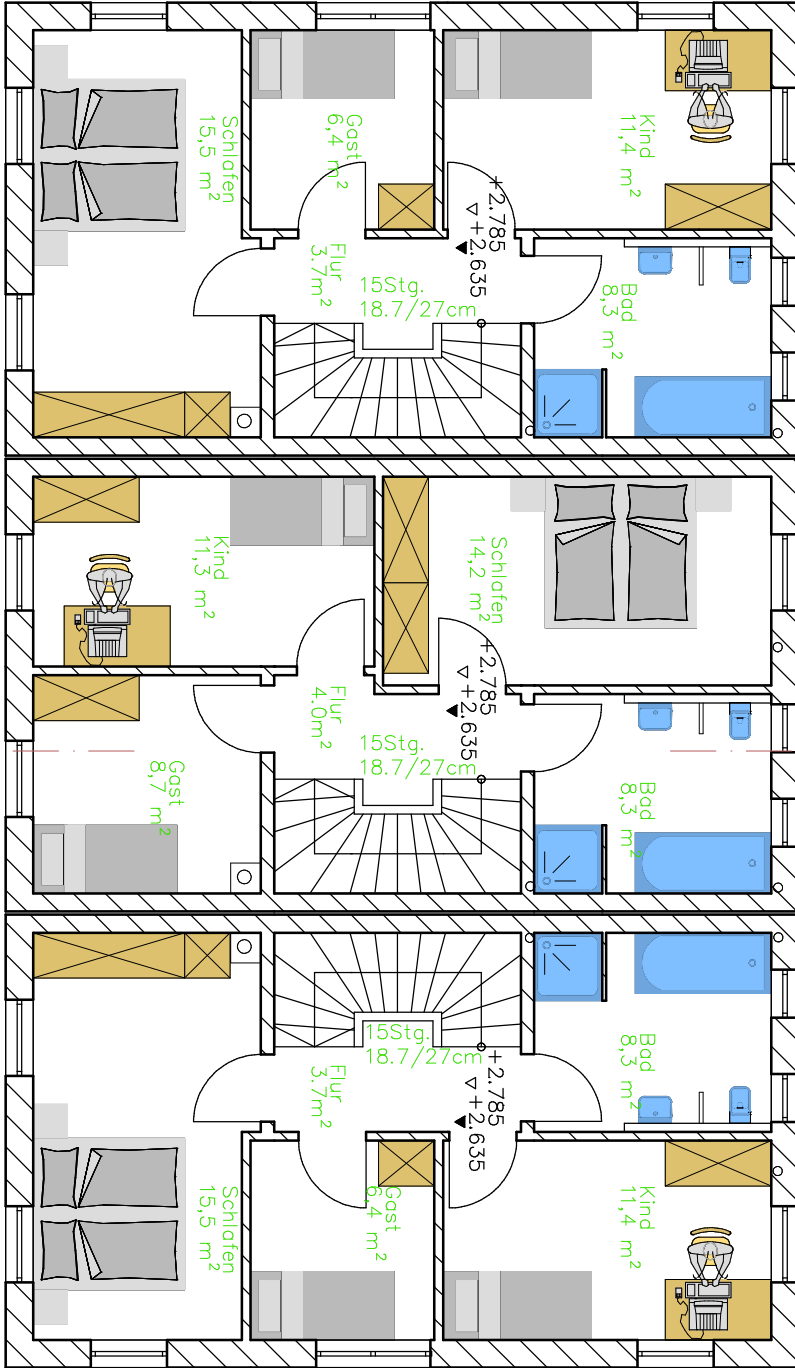 Schlafen
15,5 m²
Gast
6,4 m²
Kind
11,4 m²
+2.785
+2.635
Flur
3.7m²
15Stg.
18.7/27cm
Bad
8,3 m²
Kind
11,3 m²
Schlafen
14,2 m²
+2.785
+2.635
Flur
4.0m²
15Stg.
18.7/27cm
Gast
8,7 m²
Bad
8,3 m²
15Stg.
18.7/27cm
Flur
3.7m²
+2.785
+2.635
Bad
8,3 m²
Schlafen
15,5 m²
Gast
6,4 m²
Kind
11,4 m²